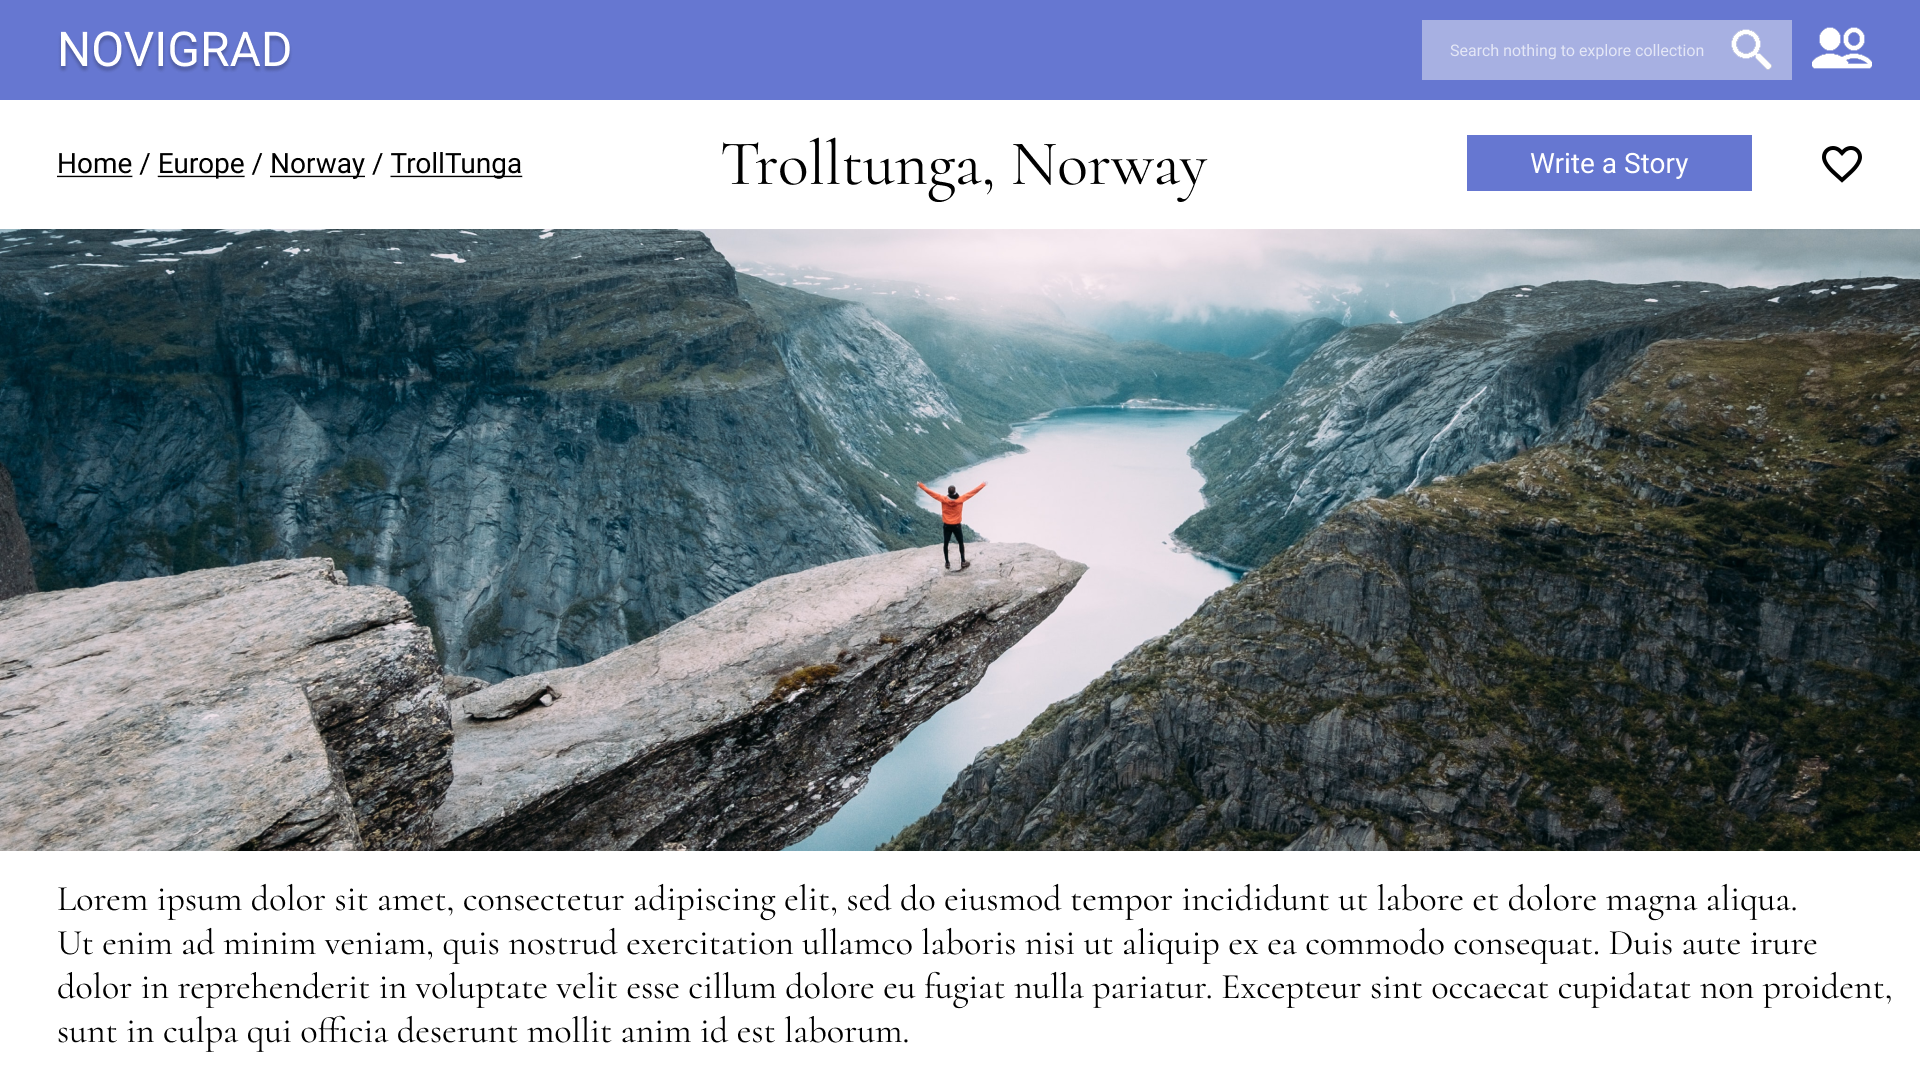 NOVIGRAD
Search nothing to explore collection
Home / Europe / Norway / TrollTunga
Trolltunga, Norway
Write a Story
Lorem ipsum dolor sit amet, consectetur adipiscing elit, sed do eiusmod tempor incididunt ut labore et dolore magna aliqua.
Ut enim ad minim veniam, quis nostrud exercitation ullamco laboris nisi ut aliquip ex ea commodo consequat. Duis aute irure
dolor in reprehenderit in voluptate velit esse cillum dolore eu fugiat nulla pariatur. Excepteur sint occaecat cupidatat non proident,
sunt in culpa qui officia deserunt mollit anim id est laborum.